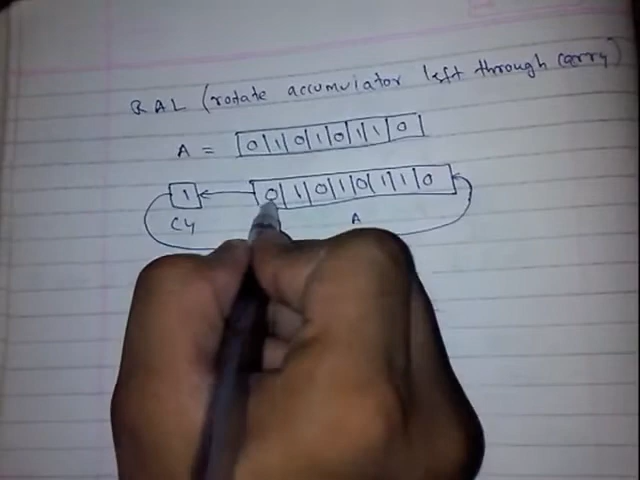 RAL (rotate accumulator left through carry)
A = 0 1 0 1 0 1 1 0
1 0 1 0 1 0 1 1 0
CY A